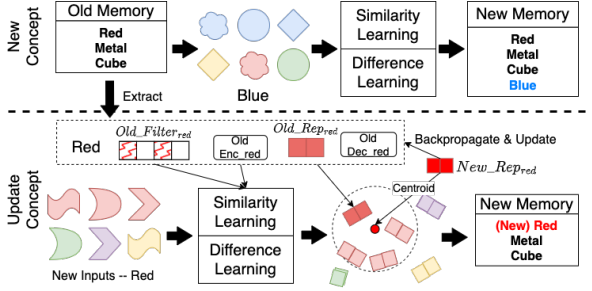 New
Concept
Old Memory
Red
Metal
Cube
Blue
Similarity
Learning
Difference
Learning
New Memory
Red
Metal
Cube
Blue
Extract
Red
Old_Filter_red
Old
Enc_red
Old_Rep_red
Old
Dec_red
Backpropagate & Update
New_Rep_red
Centroid
Update
Concept
New Inputs -- Red
Similarity
Learning
Difference
Learning
New Memory
(New) Red
Metal
Cube